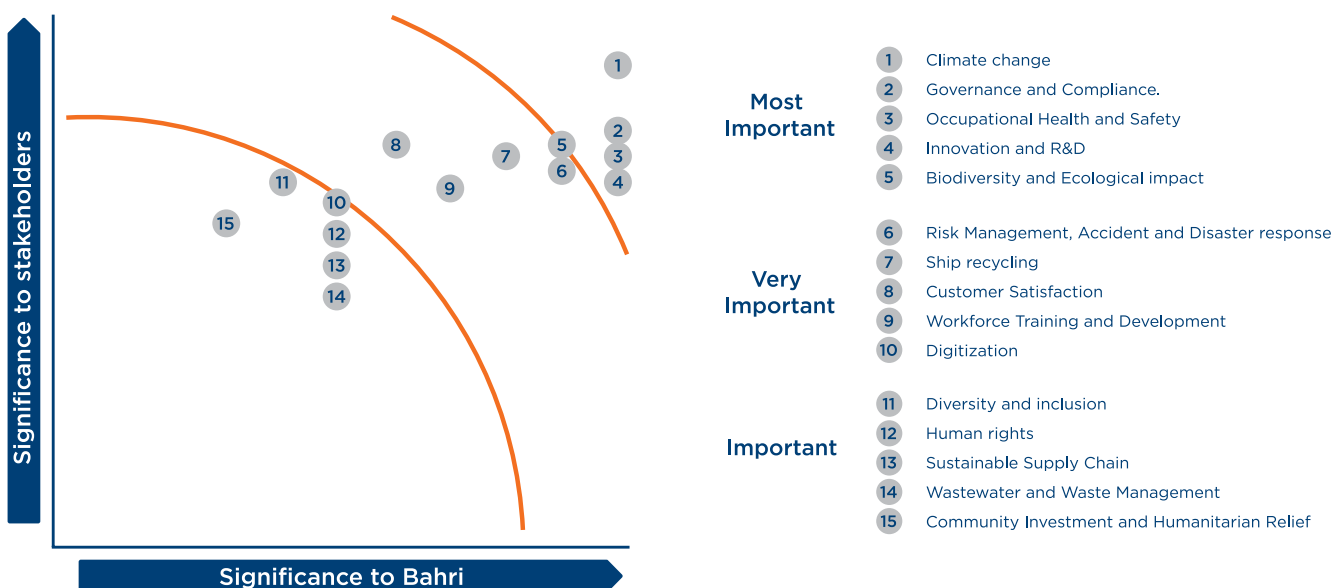 Significance to stakeholders
1
2
3
4
5
6
7
8
9
10
11
12
13
14
15
Significance to Bahri
Most
Important
1 Climate change
2 Governance and Compliance.
3 Occupational Health and Safety
4 Innovation and R&D
5 Biodiversity and Ecological impact
Very
Important
6 Risk Management, Accident and Disaster response
7 Ship recycling
8 Customer Satisfaction
9 Workforce Training and Development
10 Digitization
Important
11 Diversity and inclusion
12 Human rights
13 Sustainable Supply Chain
14 Wastewater and Waste Management
15 Community Investment and Humanitarian Relief